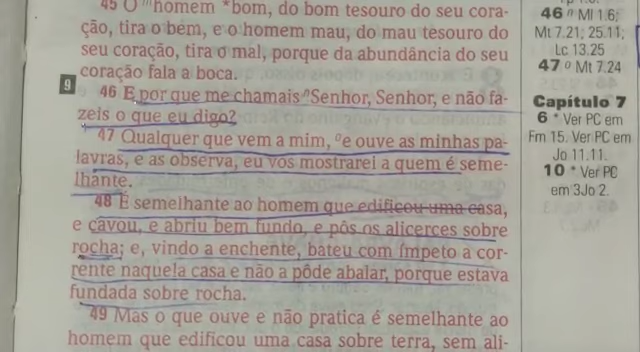 45 O "homem *bom, do bom tesouro do seu cora-
ção, tira o bem, e o homem mau, do mau tesouro do
seu coração, tira o mal, porque da abundância do seu
coração fala a boca.
9
46 E por que me chamais ⁿSenhor, Senhor, e não fa-
zeis o que eu digo?
47 Qualquer que vem a mim, ᵒe ouve as minhas pa-
lavras, e as observa, eu vos mostrarei a quem é seme-
lhante.
48 É semelhante ao homem que edificou uma casa,
e cavou, e abriu bem fundo, e pôs os alicerces sobre
rocha; e, vindo a enchente, bateu com ímpeto a cor-
rente naquela casa e não a pôde abalar, porque estava
fundada sobre rocha.
49 Mas o que ouve e não pratica é semelhante ao
homem que edificou uma casa sobre terra, sem ali-
46 ⁿ Ml 1.6;
Mt 7.21; 25.11;
Lc 13.25
47 ᵒ Mt 7.24
Capítulo 7
6 * Ver PC em
Fm 15. Ver PC em
Jo 11.11.
10 * Ver PC
em 3Jo 2.